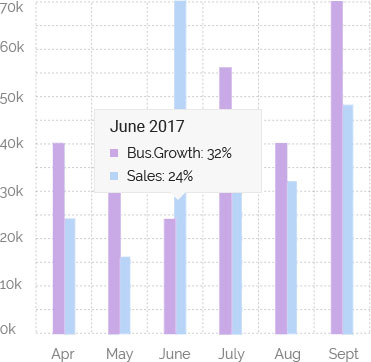 70k
60k
50k
40k
30k
20k
10k
0k
June 2017
Bus.Growth: 32%
Sales: 24%
Apr May June July Aug Sept